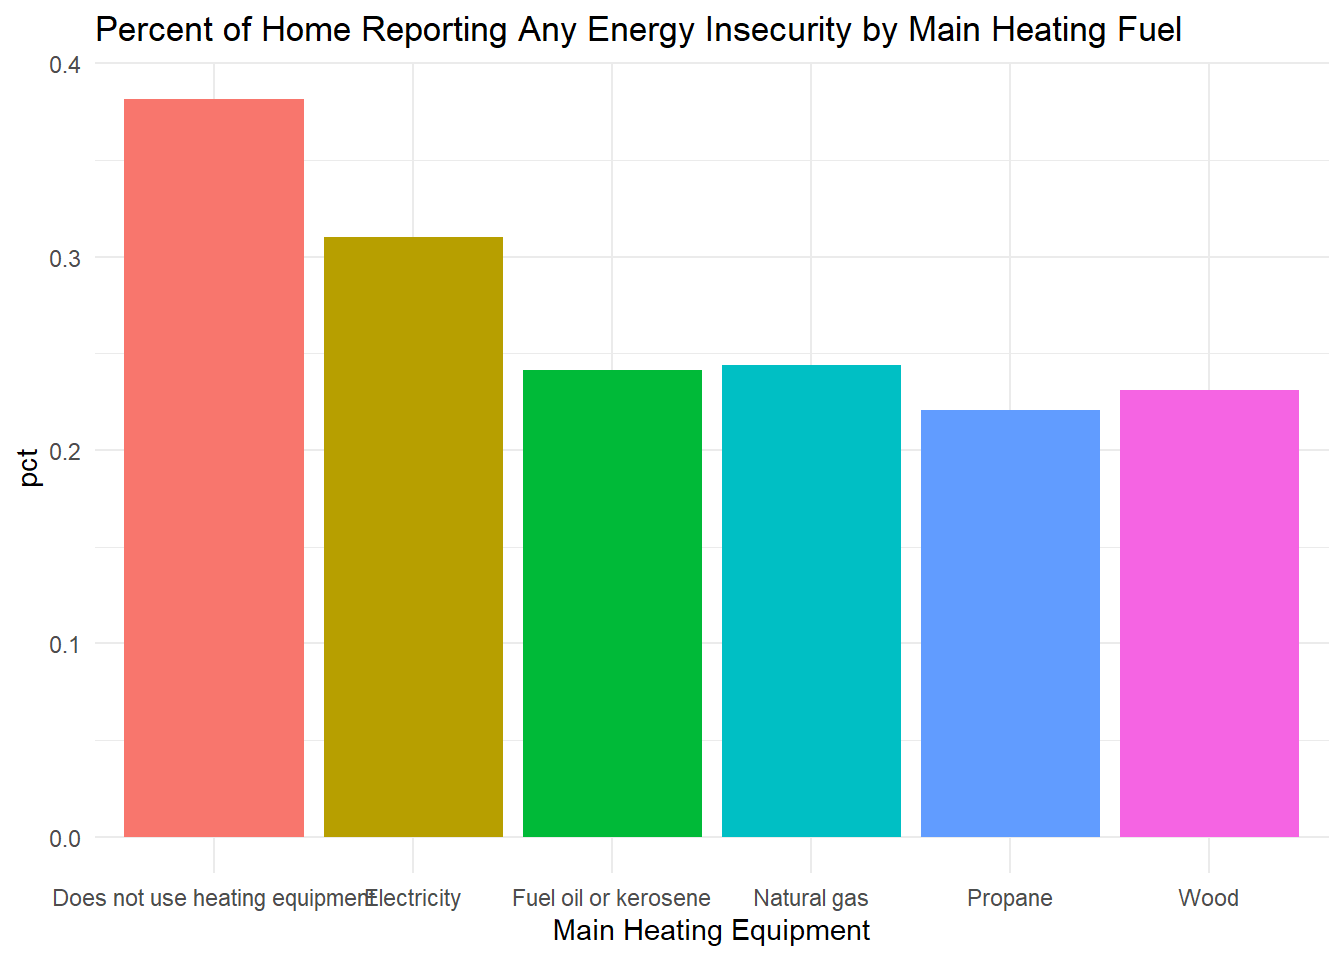 Percent of Home Reporting Any Energy Insecurity by Main Heating Fuel
0.4
0.3
0.2
0.1
0.0
pct
Does not use heating equipment Electricity Fuel oil or kerosene Natural gas Propane Wood
Main Heating Equipment